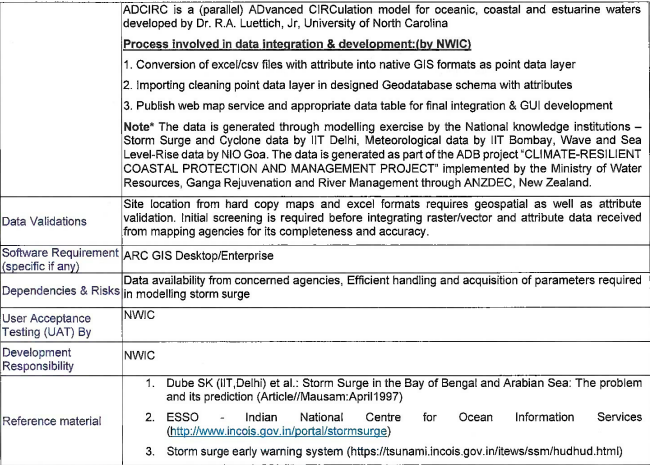 ADCIRC is a (parallel) ADvanced CIRCulation model for oceanic, coastal and estuarine waters
developed by Dr. R.A. Luettich, Jr, University of North Carolina
Process involved in data integration & development:(by NWIC)
1. Conversion of excel/csv files with attribute into native GIS formats as point data layer
2. Importing cleaning point data layer in designed Geodatabase schema with attributes
3. Publish web map service and appropriate data table for final integration & GUI development
Note* The data is generated through modelling exercise by the National knowledge institutions –
Storm Surge and Cyclone data by IIT Delhi, Meteorological data by IIT Bombay, Wave and Sea
Level-Rise data by NIO Goa. The data is generated as part of the ADB project “CLIMATE-RESILIENT
COASTAL PROTECTION AND MANAGEMENT PROJECT” implemented by the Ministry of Water
Resources, Ganga Rejuvenation and River Management through ANZDEC, New Zealand.
Data Validations
Site location from hard copy maps and excel formats requires geospatial as well as attribute
validation. Initial screening is required before integrating raster/vector and attribute data received
from mapping agencies for its completeness and accuracy.
Software Requirement
(specific if any)
ARC GIS Desktop/Enterprise
Dependencies & Risks
Data availability from concerned agencies, Efficient handling and acquisition of parameters required
in modelling storm surge
User Acceptance
Testing (UAT) By
NWIC
Development
Responsibility
NWIC
Reference material
1. Dube SK (IIT,Delhi) et al.: Storm Surge in the Bay of Bengal and Arabian Sea: The problem
and its prediction (Article//Mausam:April1997)
2. ESSO - Indian National Centre for Ocean Information Services
(http://www.incois.gov.in/portal/stormsurge)
3. Storm surge early warning system (https://tsunami.incois.gov.in/itews/ssm/hudhud.html)